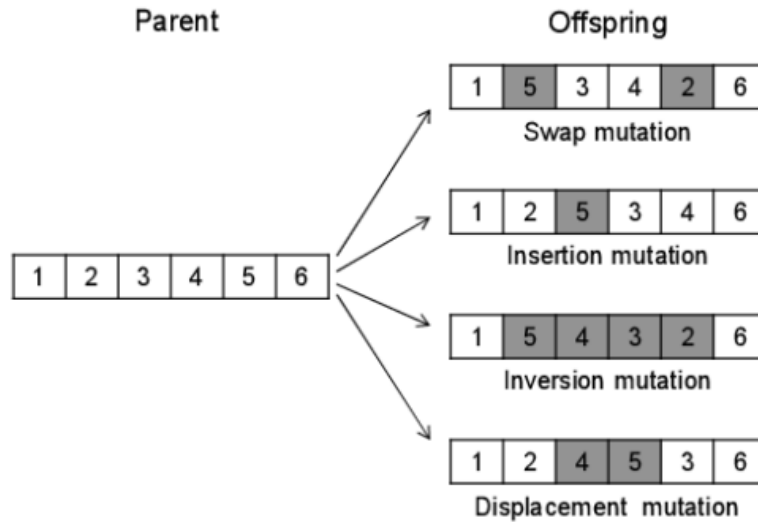 Parent Offspring
1 5 3 4 2 6
Swap mutation
1 2 5 3 4 6
Insertion mutation
1 2 3 4 5 6
1 5 4 3 2 6
Inversion mutation
1 2 4 5 3 6
Displacement mutation